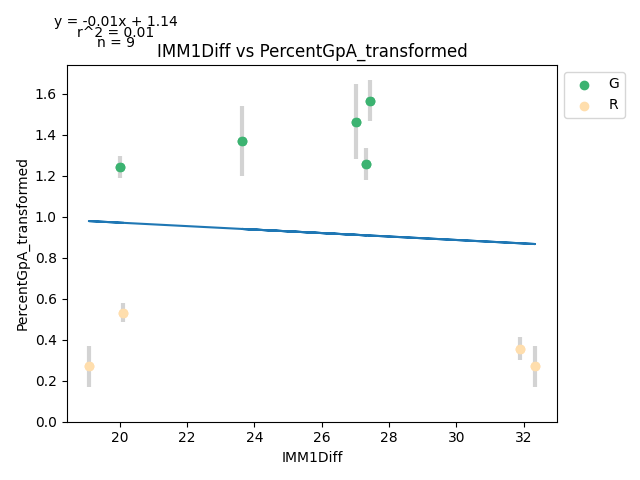 y = -0.01x + 1.14
r^2 = 0.01
n = 9
IMM1Diff vs PercentGpA_transformed
G
R
PercentGpA_transformed
1.6
1.4
1.2
1.0
0.8
0.6
0.4
0.2
0.0
20
22
24
26
28
30
32
IMM1Diff